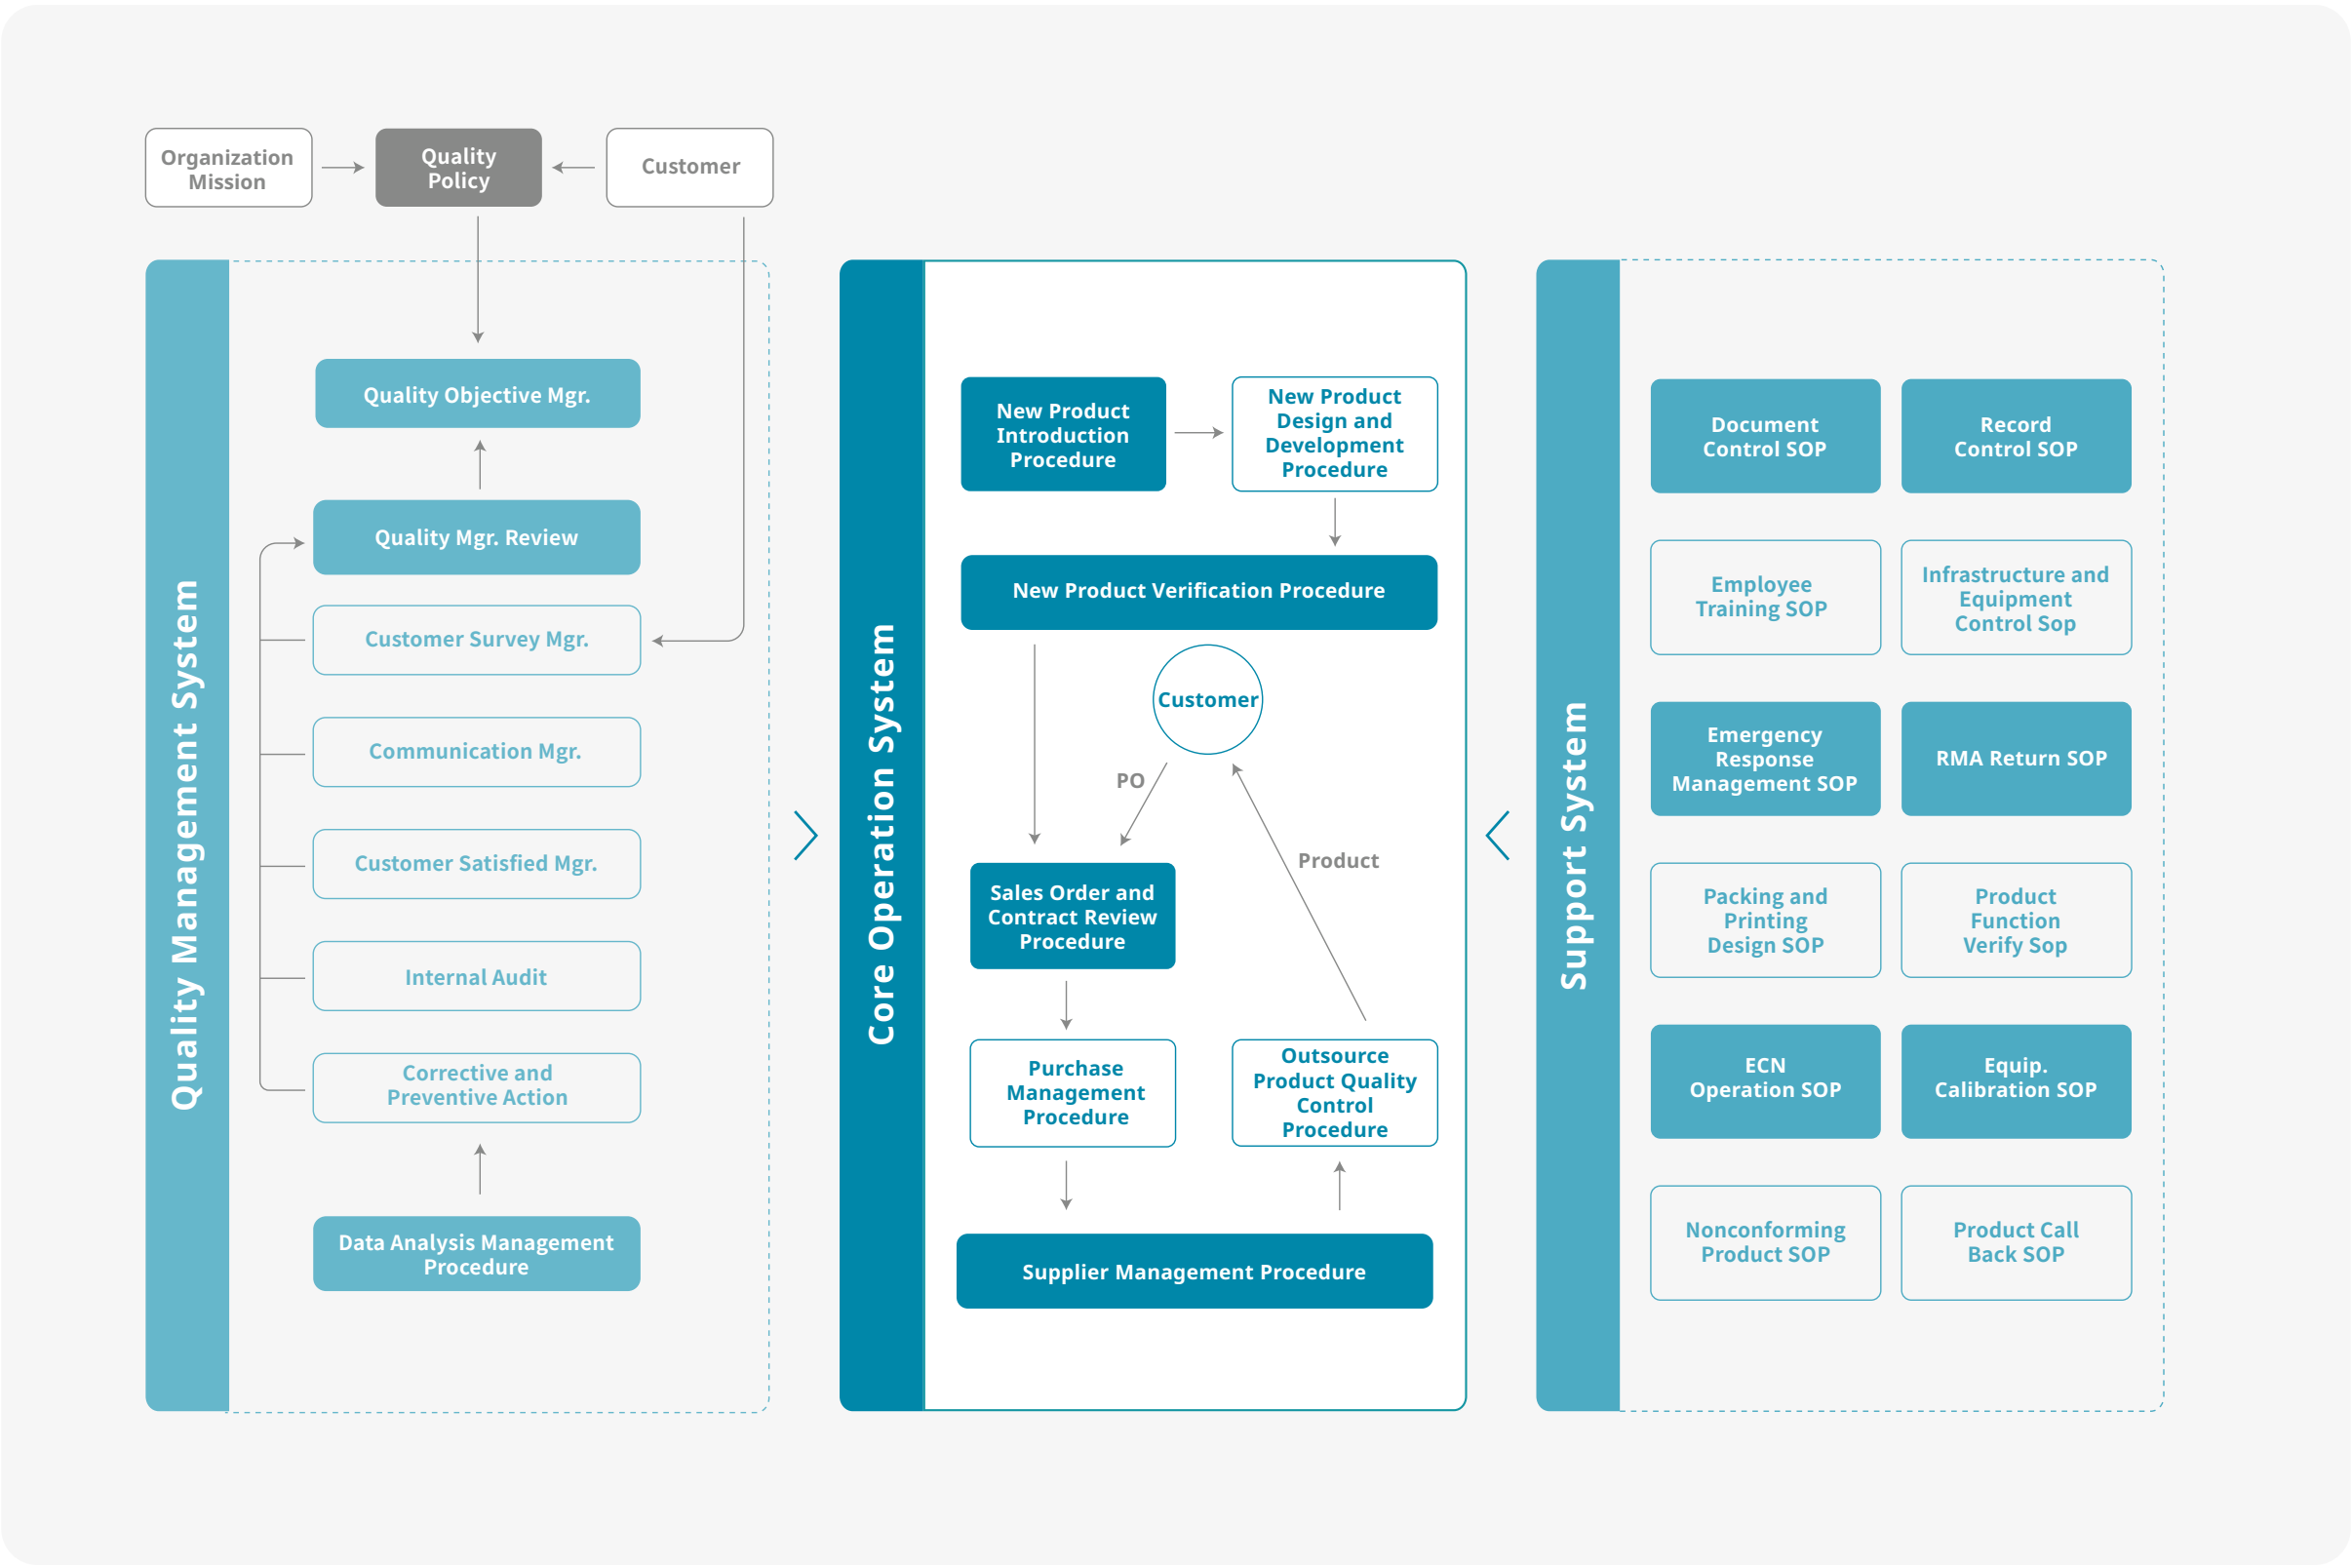 Organization
Mission
Quality
Policy
Customer
Quality Management System
Quality Objective Mgr.
Quality Mgr. Review
Customer Survey Mgr.
Communication Mgr.
Customer Satisfied Mgr.
Internal Audit
Corrective and
Preventive Action
Data Analysis Management
Procedure
Core Operation System
New Product
Introduction
Procedure
New Product
Design and
Development
Procedure
New Product Verification Procedure
Customer
PO
Product
Sales Order and
Contract Review
Procedure
Purchase
Management
Procedure
Outsource
Product Quality
Control
Procedure
Supplier Management Procedure
Support System
Document
Control SOP
Record
Control SOP
Employee
Training SOP
Infrastructure and
Equipment
Control Sop
Emergency
Response
Management SOP
RMA Return SOP
Packing and
Printing
Design SOP
Product
Function
Verify Sop
ECN
Operation SOP
Equip.
Calibration SOP
Nonconforming
Product SOP
Product Call
Back SOP